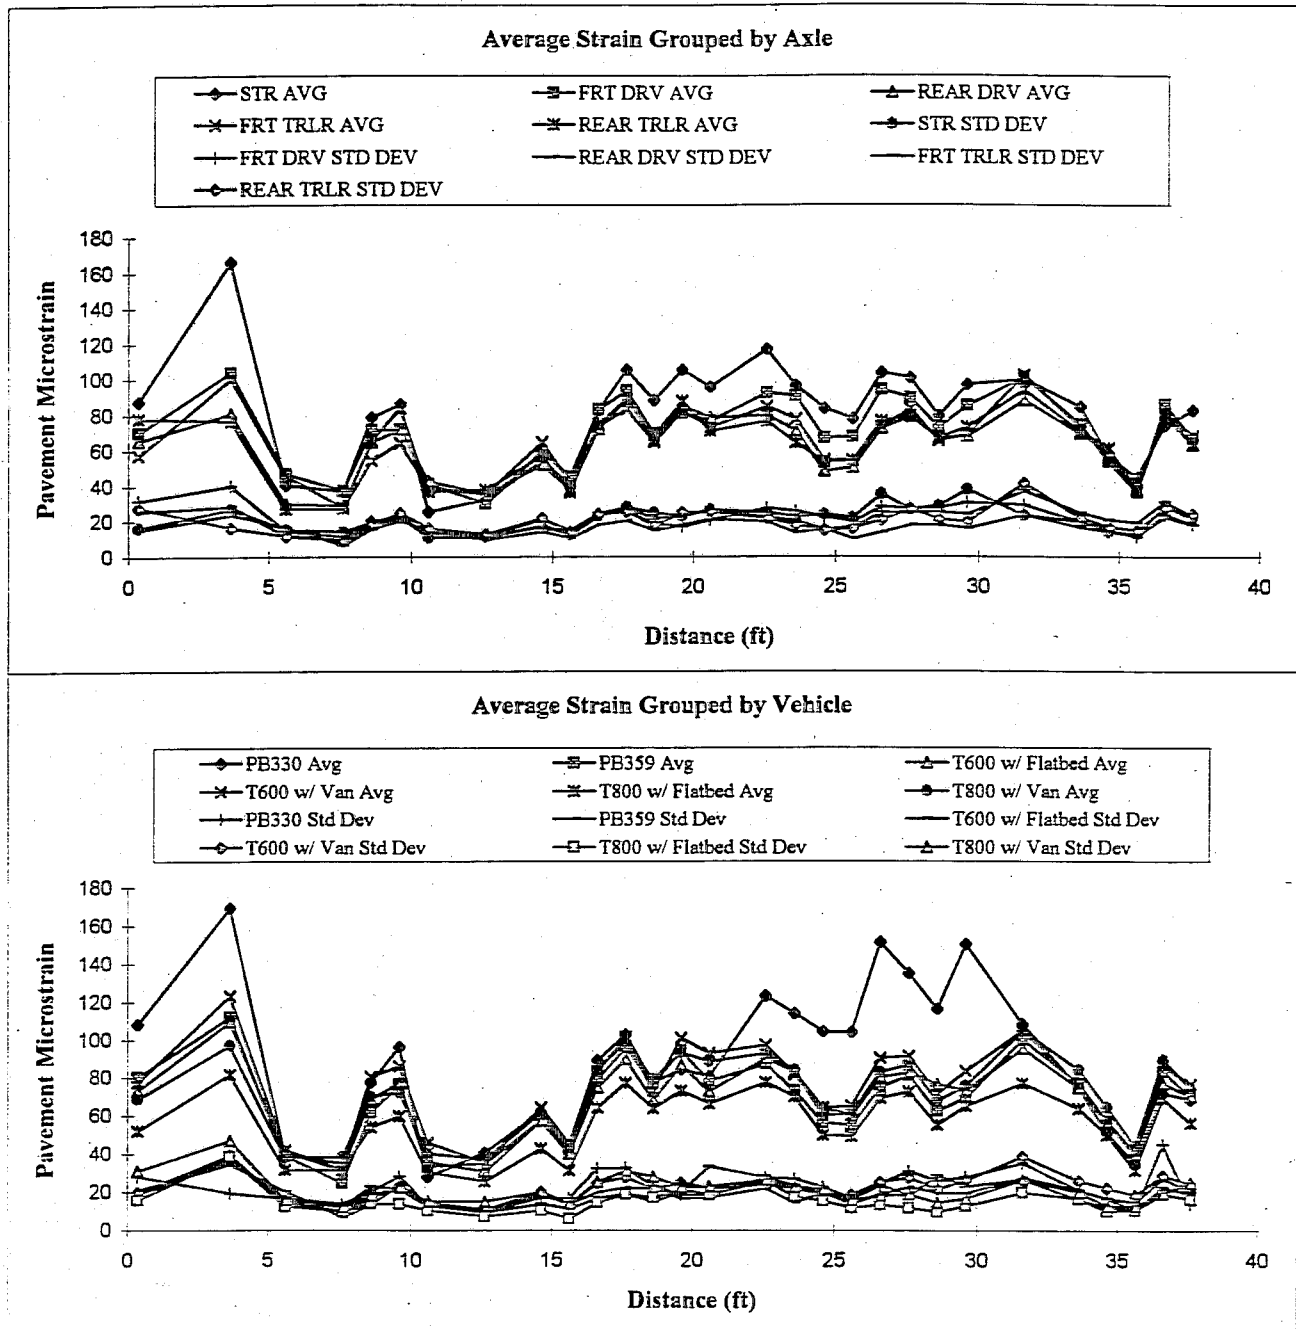 Average Strain Grouped by Axle
STR AVG FRT DRV AVG REAR DRV AVG
FRT TRLR AVG REAR TRLR AVG STR STD DEV
FRT DRV STD DEV REAR DRV STD DEV FRT TRLR STD DEV
REAR TRLR STD DEV
Pavement Microstrain
180
160
140
120
100
80
60
40
20
0
0 5 10 15 20 25 30 35 40
Distance (ft)
Average Strain Grouped by Vehicle
PB330 Avg PB359 Avg T600 w/ Flatbed Avg
T600 w/ Van Avg T800 w/ Flatbed Avg T800 w/ Van Avg
PB330 Std Dev PB359 Std Dev T600 w/ Flatbed Std Dev
T600 w/ Van Std Dev T800 w/ Flatbed Std Dev T800 w/ Van Std Dev
Pavement Microstrain
180
160
140
120
100
80
60
40
20
0
0 5 10 15 20 25 30 35 40
Distance (ft)